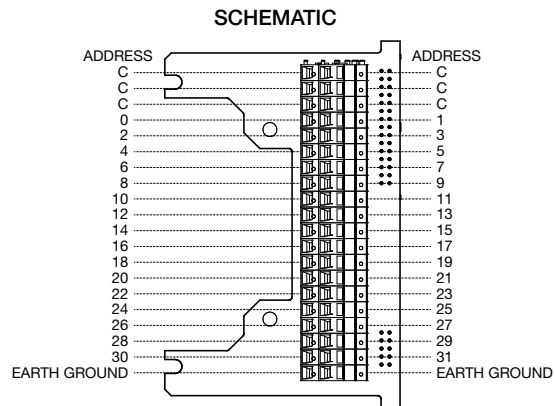 SCHEMATIC
ADDRESS ADDRESS
C C
C C
C C
0 1
2 3
4 5
6 7
8 9
10 11
12 13
14 15
16 17
18 19
20 21
22 23
24 25
26 27
28 29
30 31
EARTH GROUND EARTH GROUND